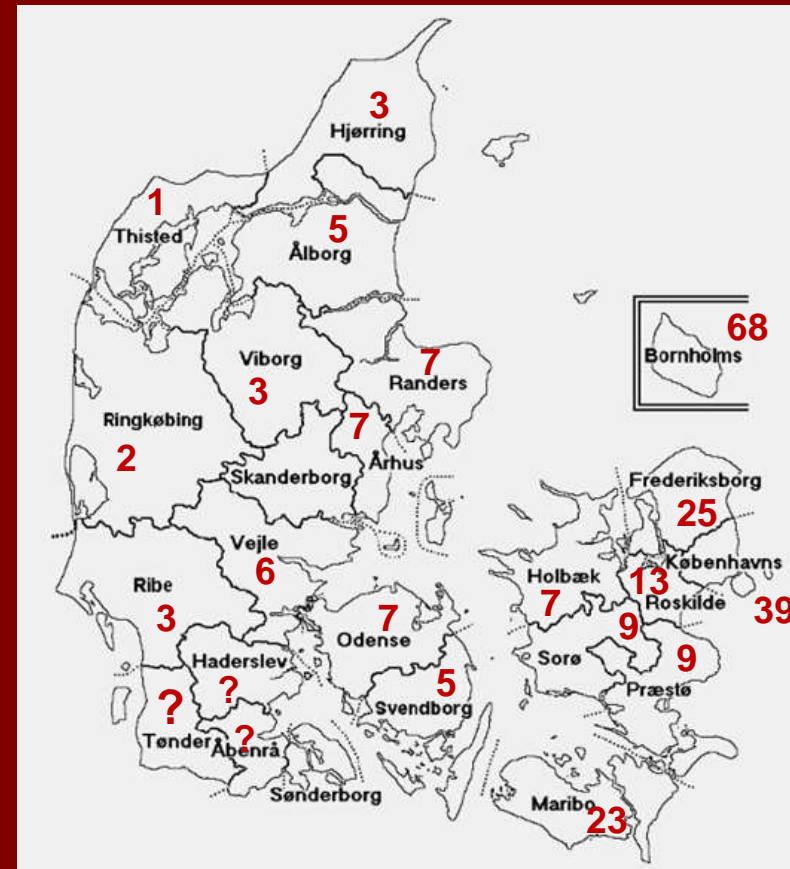 3
Hjørring
1
Thisted
5
Ålborg
68
Bornholms
Viborg
3
7
Randers
Ringkøbing
2
7
Århus
Skanderborg
Frederiksborg
25
Vejle
6
Københavns
Holbæk
7
13
Roskilde
39
Ribe
3
7
Odense
9
Sorø
9
Præstø
Haderslev
?
5
Svendborg
?
Tønder
?
Åbenrå
Sønderborg
Maribo
23